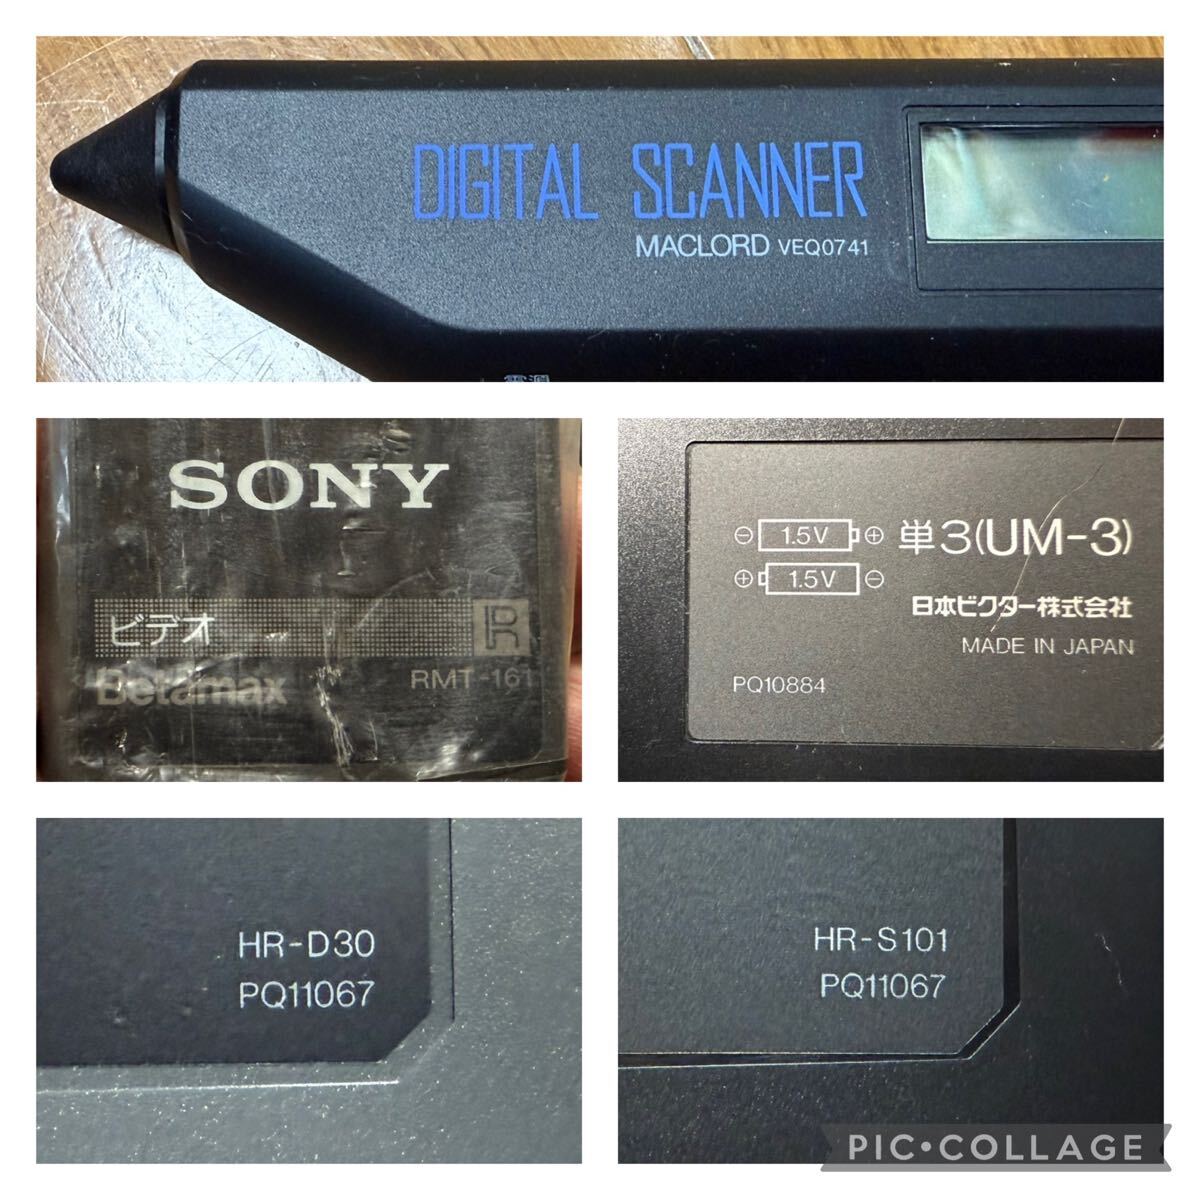 DIGITAL SCANNER
MACLORD VEQ0741
電源
SONY
ビデオ R
Betamax RMT-161
⊖ 1.5V ⊕ 単3(UM-3)
⊕ 1.5V ⊖
日本ビクター株式会社
MADE IN JAPAN
PQ10884
HR-D30
PQ11067
HR-S101
PQ11067
PIC•COLLAGE